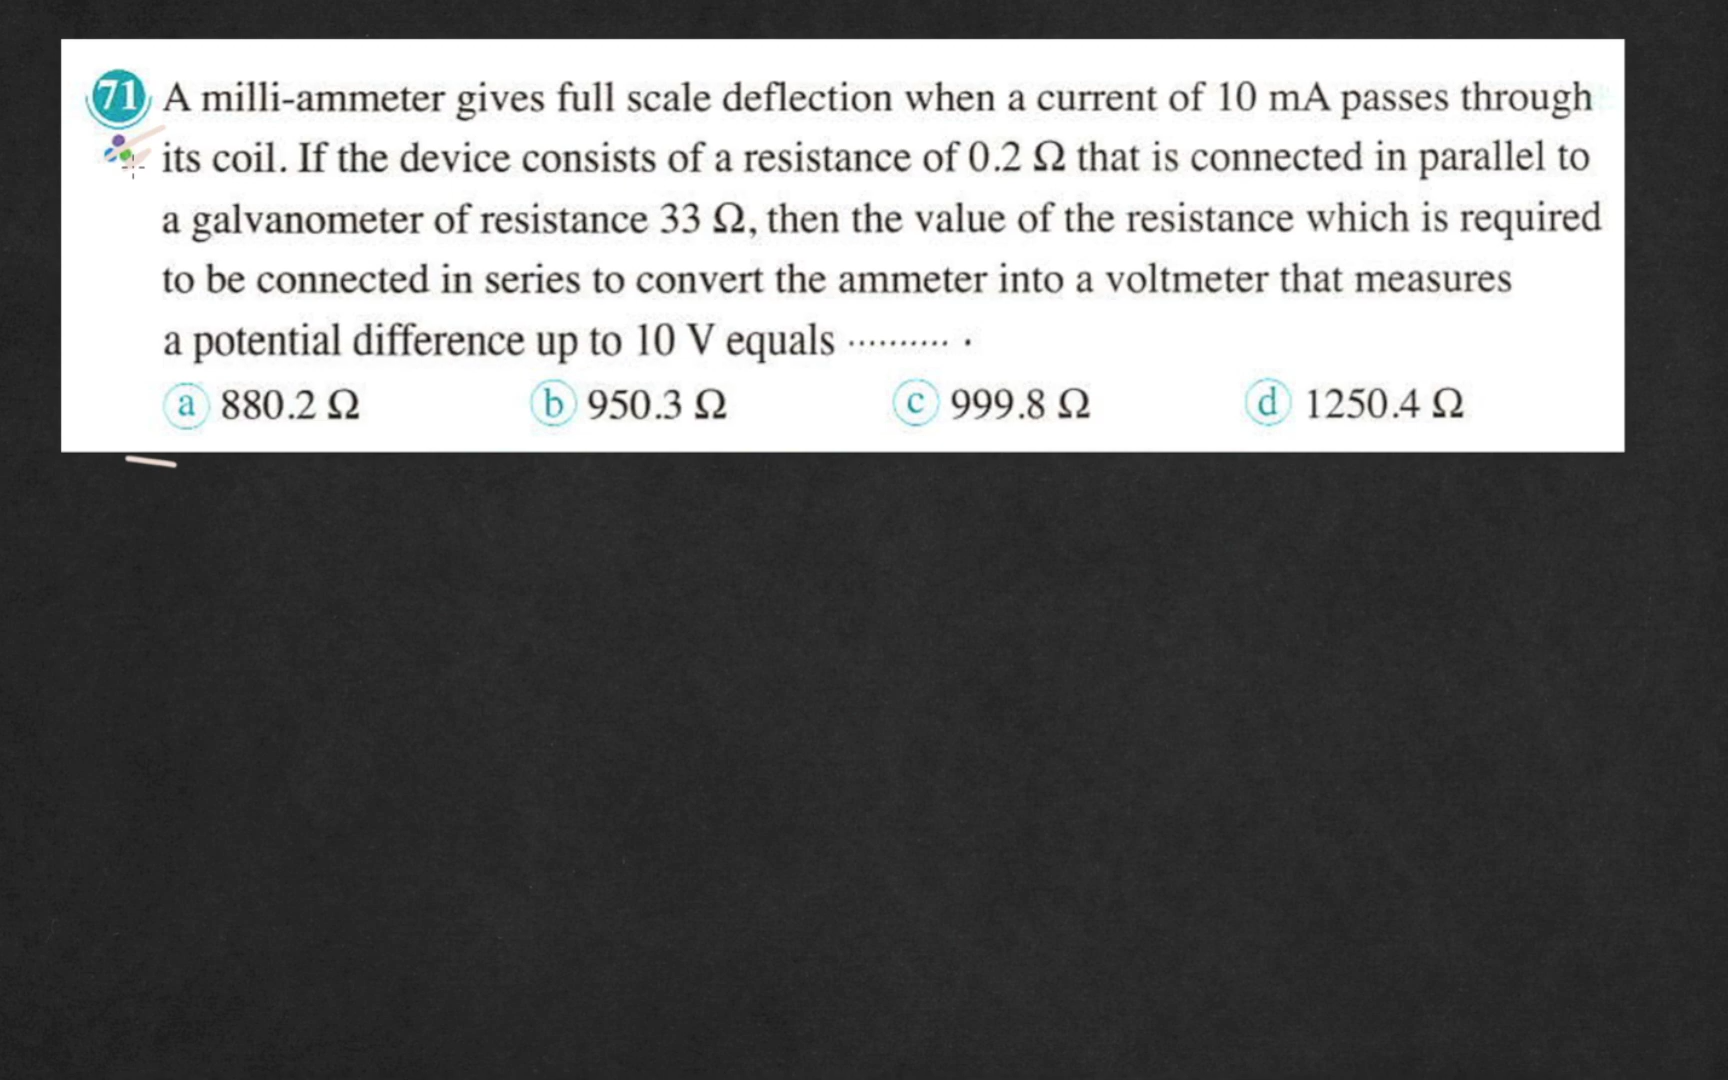 71 A milli-ammeter gives full scale deflection when a current of 10 mA passes through
its coil. If the device consists of a resistance of 0.2 Ω that is connected in parallel to
a galvanometer of resistance 33 Ω, then the value of the resistance which is required
to be connected in series to convert the ammeter into a voltmeter that measures
a potential difference up to 10 V equals .......... .
a 880.2 Ω b 950.3 Ω c 999.8 Ω d 1250.4 Ω